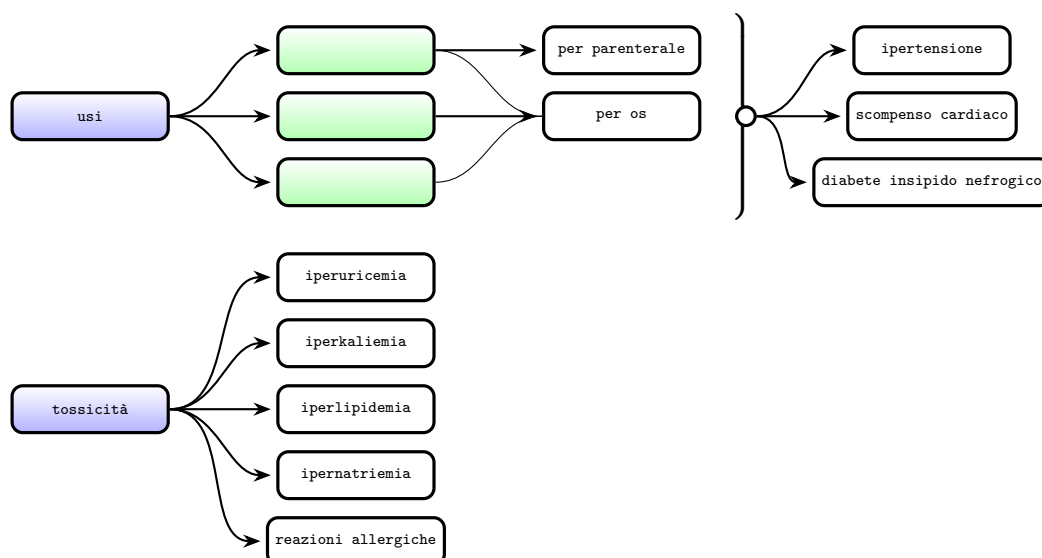 per parenterale
ipertensione
usi
per os
scompenso cardiaco
diabete insipido nefrogico
iperuricemia
iperkaliemia
tossicità
iperlipidemia
ipernatriemia
reazioni allergiche